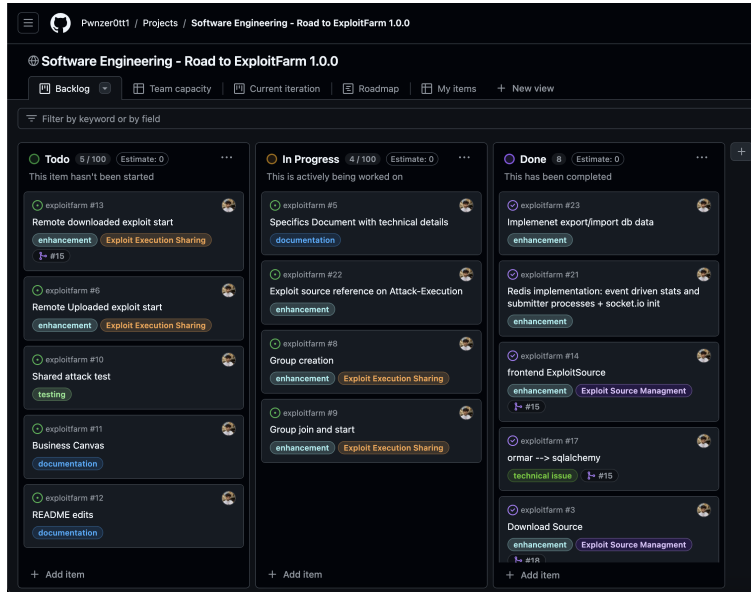 Pwnzer0tt1 / Projects / Software Engineering - Road to ExploitFarm 1.0.0
Software Engineering - Road to ExploitFarm 1.0.0
Backlog Team capacity Current iteration Roadmap My items + New view
Filter by keyword or by field
Todo 5 / 100 Estimate: 0 ...
This item hasn't been started
exploitfarm #13
Remote downloaded exploit start
enhancement Exploit Execution Sharing
#15
exploitfarm #6
Remote Uploaded exploit start
enhancement Exploit Execution Sharing
exploitfarm #10
Shared attack test
testing
exploitfarm #11
Business Canvas
documentation
exploitfarm #12
README edits
documentation
+ Add item
In Progress 4 / 100 Estimate: 0 ...
This is actively being worked on
exploitfarm #5
Specifics Document with technical details
documentation
exploitfarm #22
Exploit source reference on Attack-Execution
enhancement
exploitfarm #8
Group creation
enhancement Exploit Execution Sharing
exploitfarm #9
Group join and start
enhancement Exploit Execution Sharing
+ Add item
Done 8 Estimate: 0 ...
This has been completed
exploitfarm #23
Implemenet export/import db data
enhancement
exploitfarm #21
Redis implementation: event driven stats and
submitter processes + socket.io init
enhancement
exploitfarm #14
frontend ExploitSource
enhancement Exploit Source Managment
#15
exploitfarm #17
ormar --> sqlalchemy
technical issue #15
exploitfarm #3
Download Source
enhancement Exploit Source Managment
#18
+ Add item
+